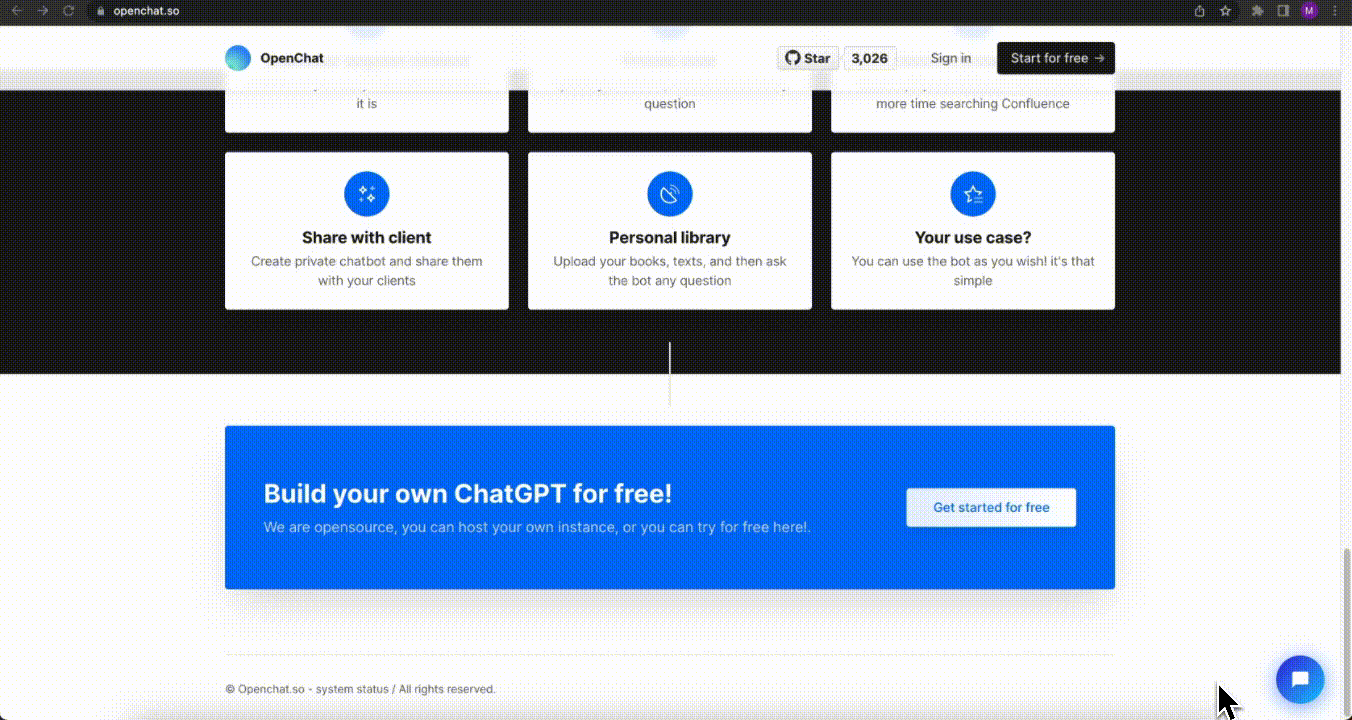 openchat.so
M
OpenChat
Star
3,026
Sign in
Start for free →
it is
question
more time searching Confluence
Share with client
Create private chatbot and share them
with your clients
Personal library
Upload your books, texts, and then ask
the bot any question
Your use case?
You can use the bot as you wish! it's that
simple
Build your own ChatGPT for free!
We are opensource, you can host your own instance, or you can try for free here!.
Get started for free
© Openchat.so - system status / All rights reserved.